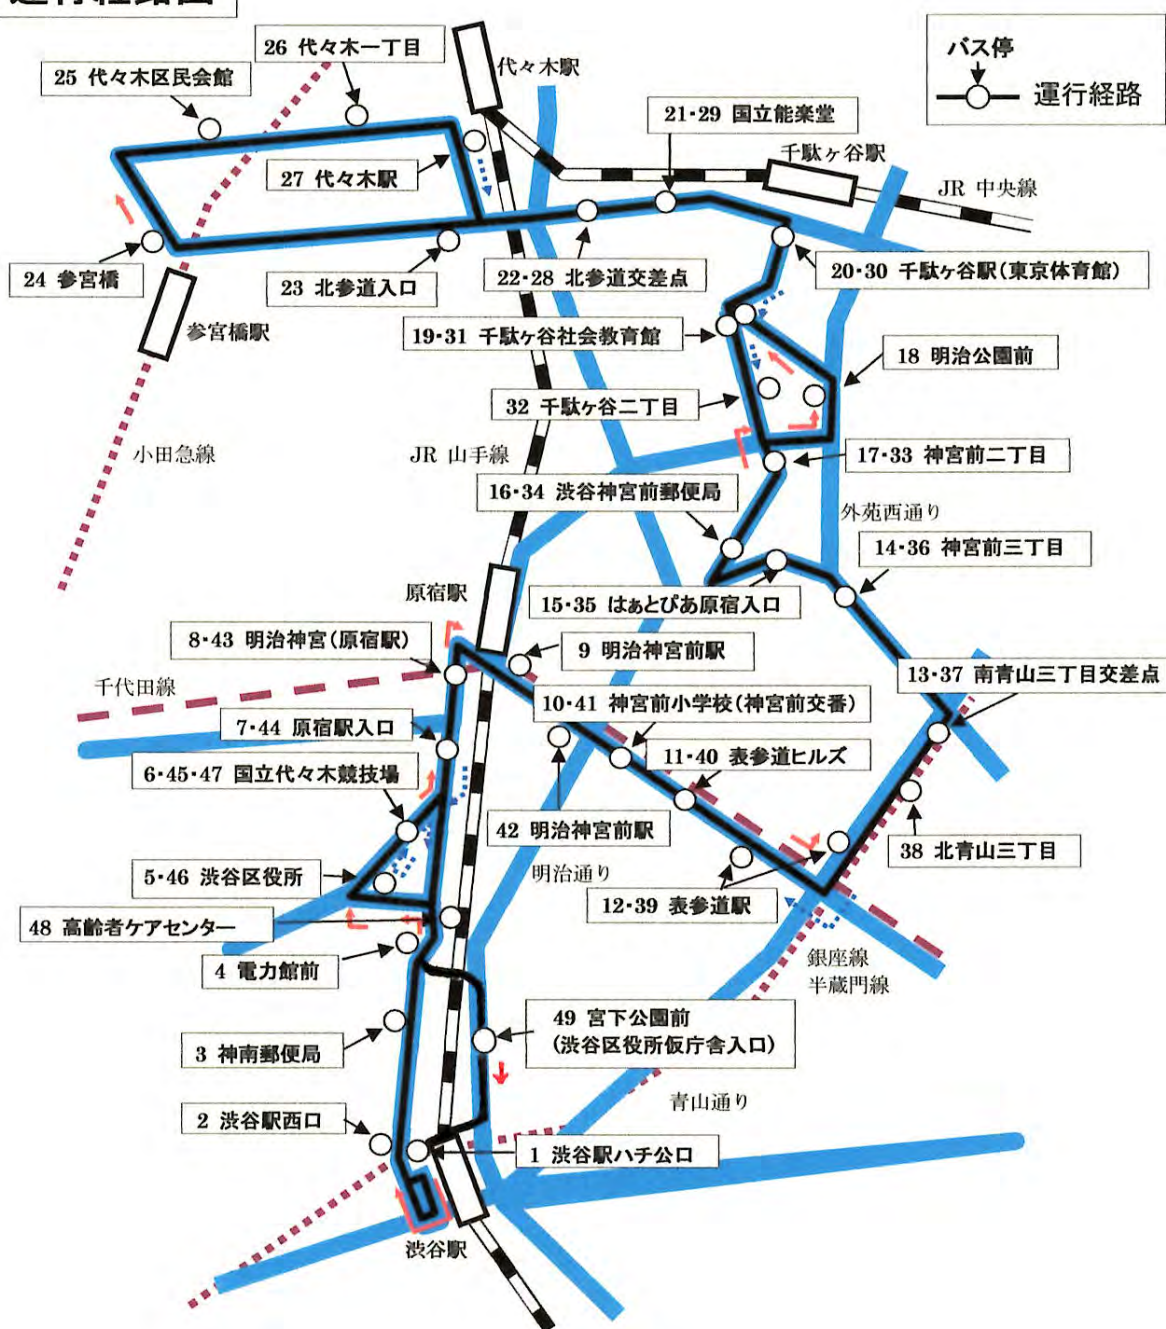 バス停
運行経路
26 代々木一丁目
代々木駅
25 代々木区民会館
21・29 国立能楽堂
千駄ヶ谷駅
27 代々木駅
JR 中央線
24 参宮橋
23 北参道入口
22・28 北参道交差点
20・30 千駄ヶ谷駅(東京体育館)
参宮橋駅
19・31 千駄ヶ谷社会教育館
18 明治公園前
32 千駄ヶ谷二丁目
小田急線
JR 山手線
17・33 神宮前二丁目
16・34 渋谷神宮前郵便局
外苑西通り
14・36 神宮前三丁目
原宿駅
15・35 はぁとぴあ原宿入口
8・43 明治神宮(原宿駅)
9 明治神宮前駅
13・37 南青山三丁目交差点
千代田線
10・41 神宮前小学校(神宮前交番)
7・44 原宿駅入口
11・40 表参道ヒルズ
6・45・47 国立代々木競技場
42 明治神宮前駅
38 北青山三丁目
5・46 渋谷区役所
明治通り
12・39 表参道駅
48 高齢者ケアセンター
4 電力館前
銀座線
半蔵門線
3 神南郵便局
49 宮下公園前
(渋谷区役所仮庁舎入口)
青山通り
2 渋谷駅西口
1 渋谷駅ハチ公口
渋谷駅